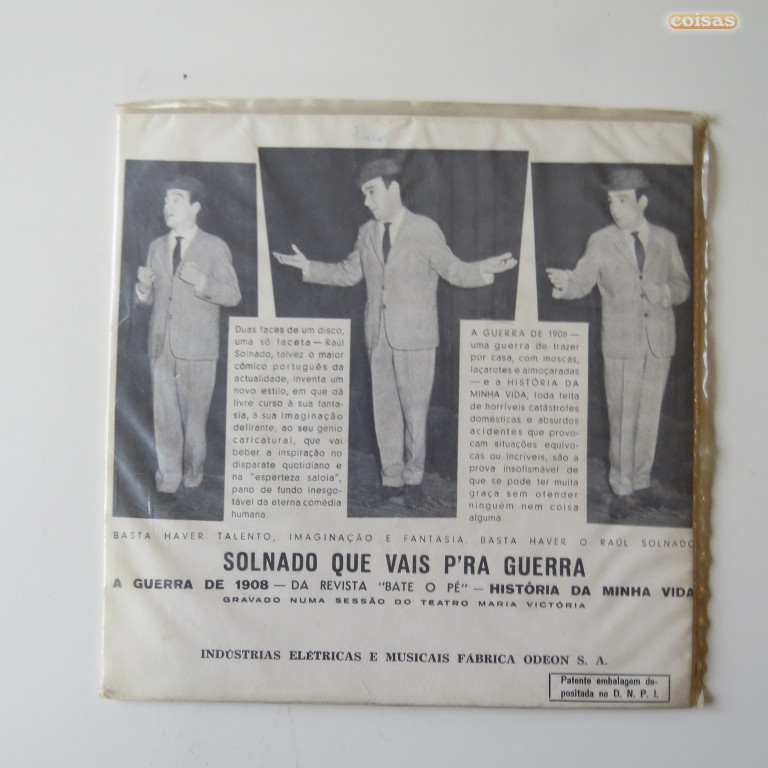 coisas
Duas faces de um disco,
uma só faceta — Raúl
Solnado, talvez o maior
cómico português da
actualidade, inventa um
novo estilo, em que dá
livre curso à sua fanta-
sia, à sua imaginação
delirante, ao seu génio
caricatural, que vai
beber a inspiração no
disparate quotidiano e
na "esperteza saloia",
pano de fundo inesgo-
tável da eterna comédia
humana.
A GUERRA DE 1908 —
uma guerra de trazer
por casa, com moscas,
laçarotes e almoçaradas
— e a HISTÓRIA DA
MINHA VIDA, toda feita
de horríveis catástrofes
domésticas e absurdos
acidentes que provo-
cam situações equívo-
cas ou incríveis, são a
prova insofismável de
que se pode ter muita
graça sem ofender
ninguém nem coisa
alguma.
BASTA HAVER TALENTO, IMAGINAÇÃO E FANTASIA. BASTA HAVER O RAÚL SOLNADO
SOLNADO QUE VAIS P'RA GUERRA
A GUERRA DE 1908 — DA REVISTA "BATE O PÉ" — HISTÓRIA DA MINHA VIDA
GRAVADO NUMA SESSÃO DO TEATRO MARIA VICTÓRIA
INDÚSTRIAS ELÉTRICAS E MUSICAIS FÁBRICA ODEON S. A.
Patente embalagem de-
positada no D. N. P. I.